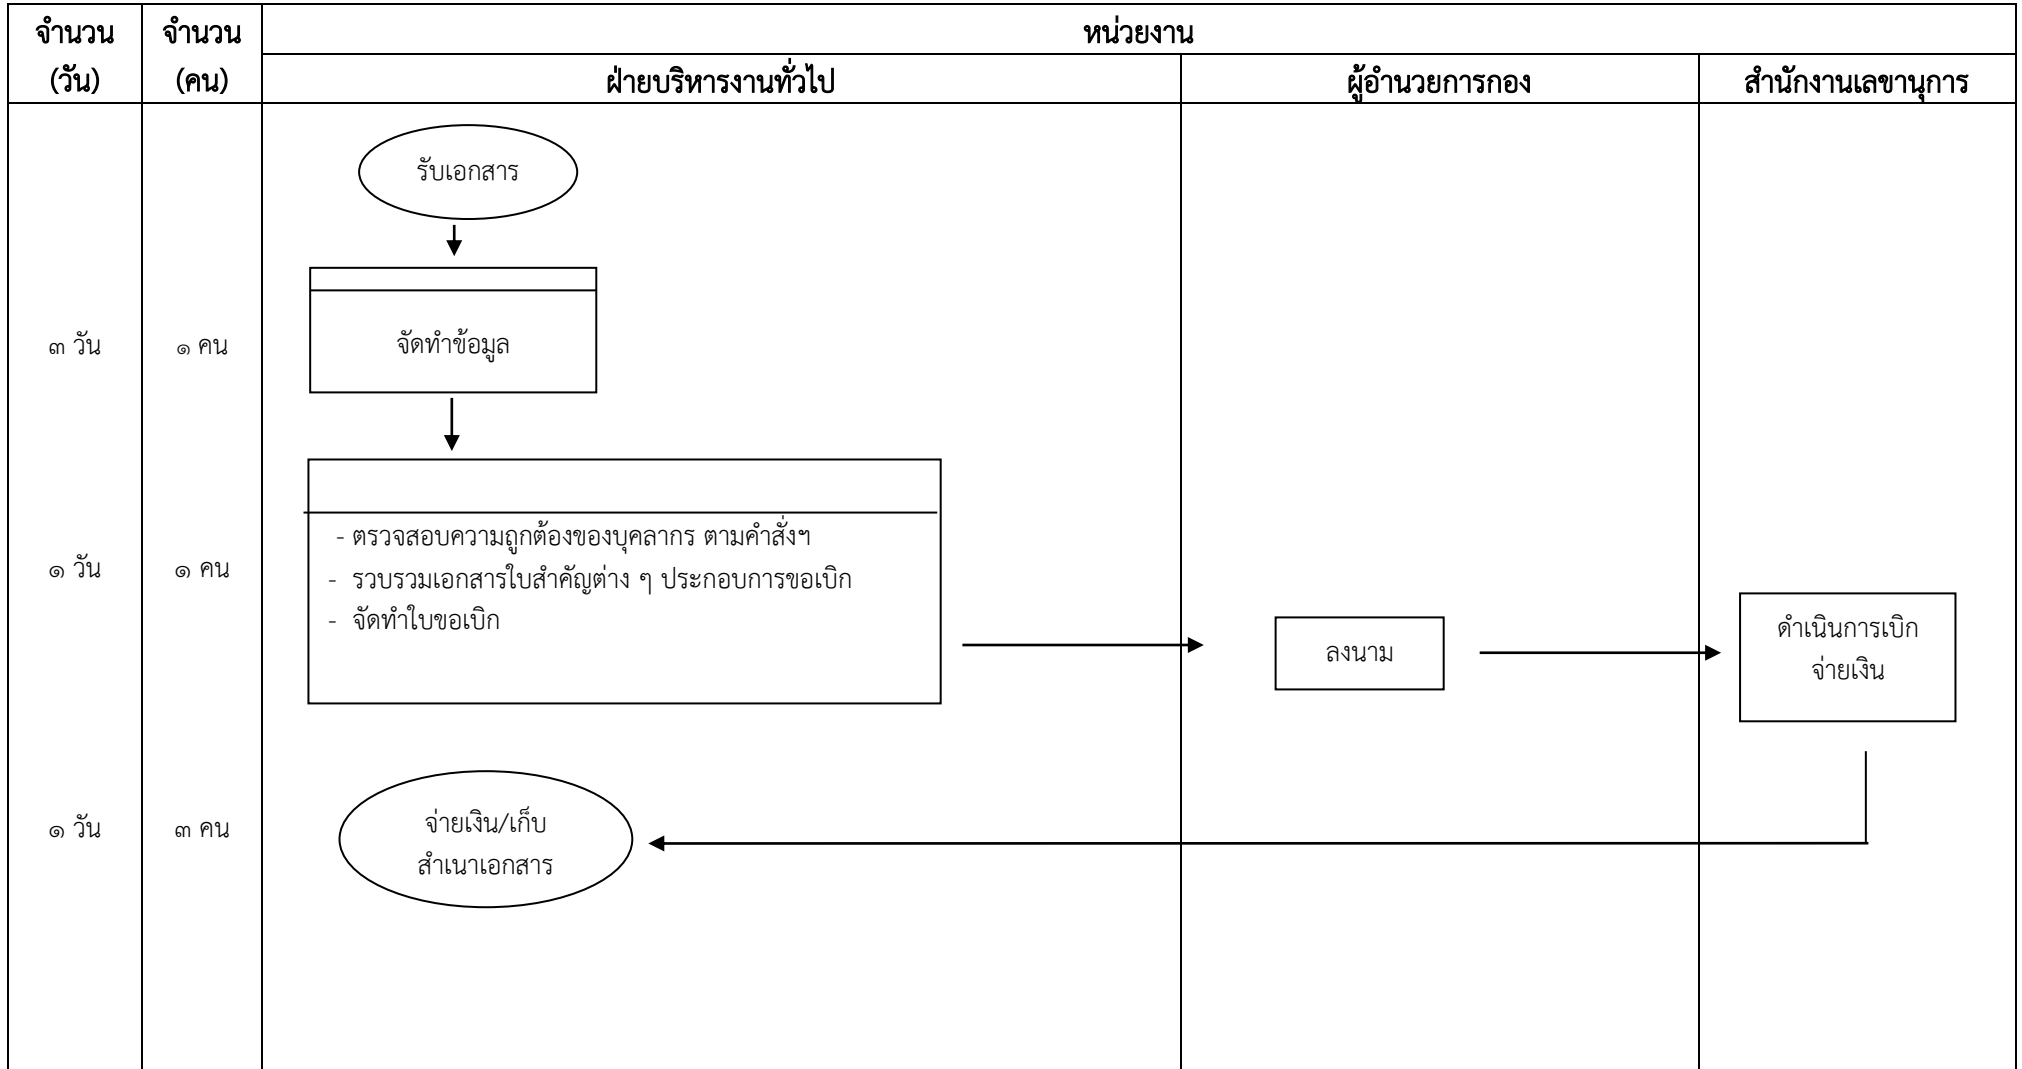 จำนวน
(วัน)
จำนวน
(คน)
หน่วยงาน
ฝ่ายบริหารงานทั่วไป
ผู้อำนวยการกอง
สำนักงานเลขานุการ
รับเอกสาร
๓ วัน
๑ คน
จัดทำข้อมูล
๑ วัน
๑ คน
- ตรวจสอบความถูกต้องของบุคลากร ตามคำสั่งฯ
- รวบรวมเอกสารใบสำคัญต่าง ๆ ประกอบการขอเบิก
- จัดทำใบขอเบิก
ลงนาม
ดำเนินการเบิก
จ่ายเงิน
๑ วัน
๓ คน
จ่ายเงิน/เก็บ
สำเนาเอกสาร